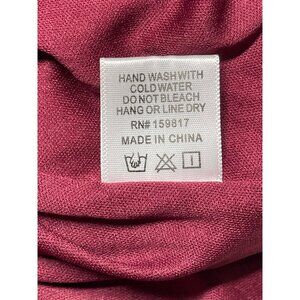 HAND WASH WITH
COLD WATER
DO NOT BLEACH
HANG OR LINE DRY
RN# 159817
MADE IN CHINA